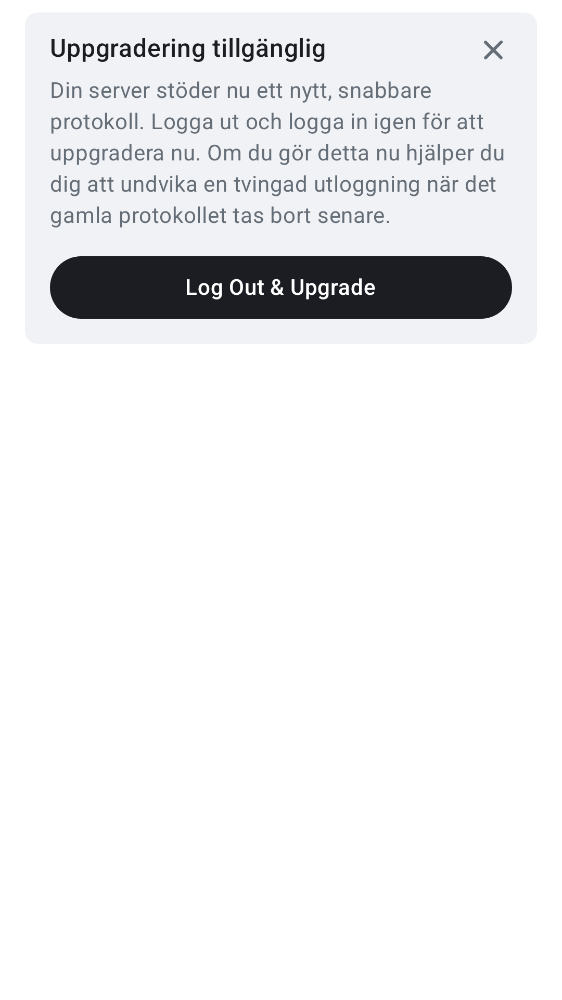 Uppgradering tillgänglig
Din server stöder nu ett nytt, snabbare
protokoll. Logga ut och logga in igen för att
uppgradera nu. Om du gör detta nu hjälper du
dig att undvika en tvingad utloggning när det
gamla protokollet tas bort senare.
Log Out & Upgrade